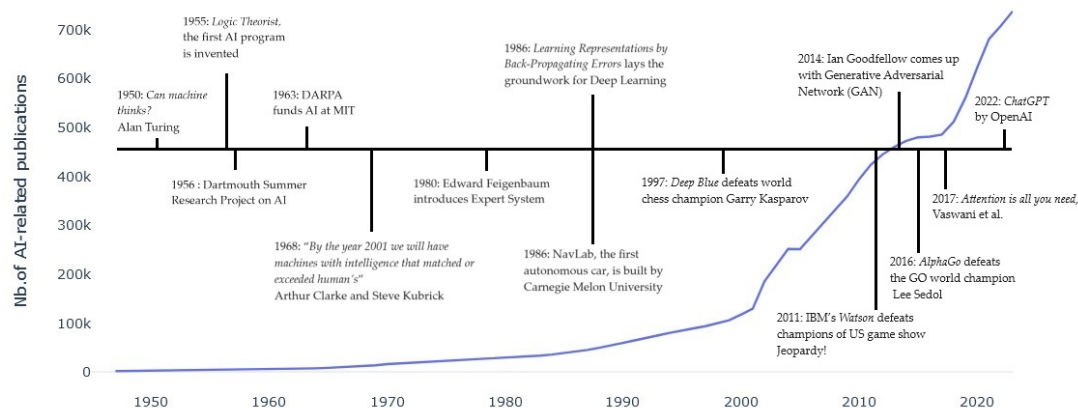 Nb.of AI-related publications
700k
600k
500k
400k
300k
200k
100k
0
1950
1960
1970
1980
1990
2000
2010
2020
1950: Can machine
thinks?
Alan Turing
1955: Logic Theorist,
the first AI program
is invented
1956 : Dartmouth Summer
Research Project on AI
1963: DARPA
funds AI at MIT
1968: “By the year 2001 we will have
machines with intelligence that matched or
exceeded human’s”
Arthur Clarke and Steve Kubrick
1980: Edward Feigenbaum
introduces Expert System
1986: Learning Representations by
Back-Propagating Errors lays the
groundwork for Deep Learning
1986: NavLab, the first
autonomous car, is built by
Carnegie Melon University
1997: Deep Blue defeats world
chess champion Garry Kasparov
2011: IBM’s Watson defeats
champions of US game show
Jeopardy!
2014: Ian Goodfellow comes up
with Generative Adversarial
Network (GAN)
2016: AlphaGo defeats
the GO world champion
Lee Sedol
2017: Attention is all you need,
Vaswani et al.
2022: ChatGPT
by OpenAI